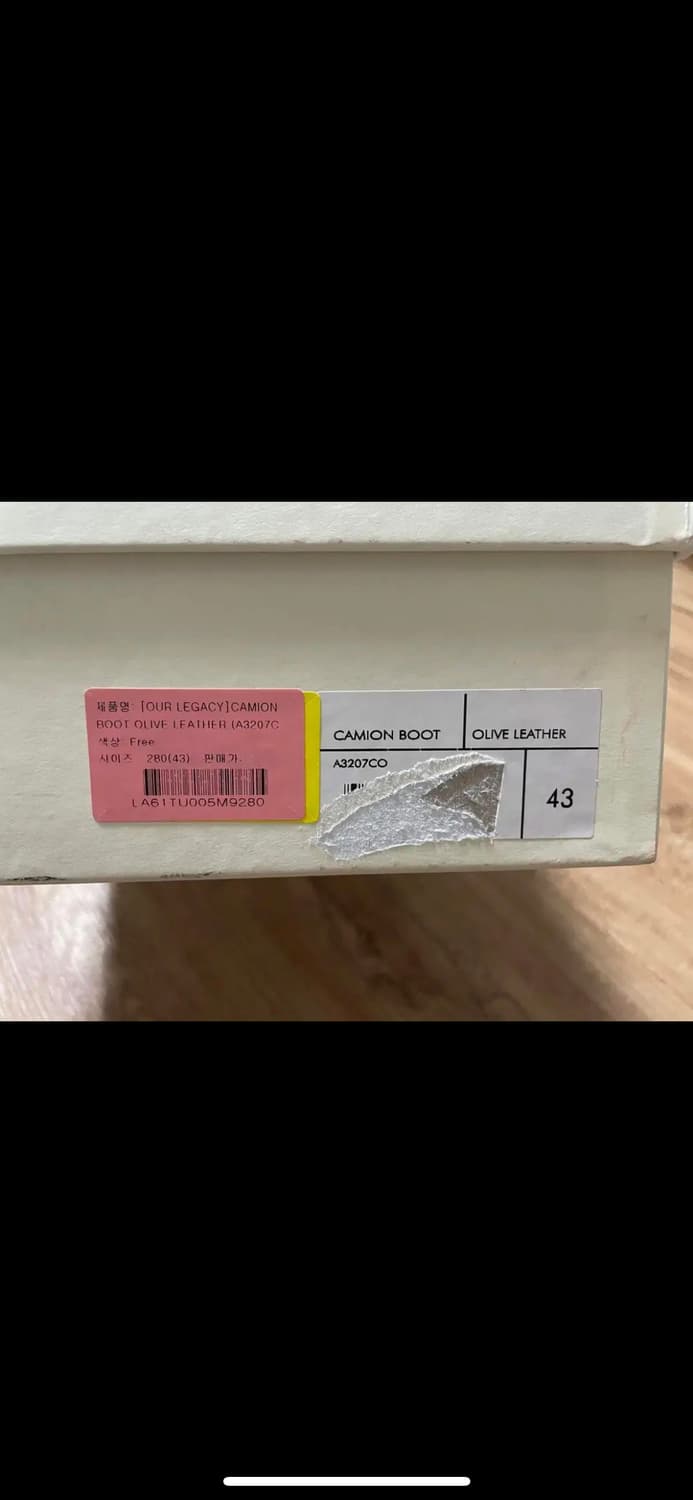 제품명: [OUR LEGACY]CAMION
BOOT OLIVE LEATHER (A3207C
색상: Free
사이즈 280(43) 판매가.
LA61TU005M9280
CAMION BOOT
OLIVE LEATHER
A3207CO
43